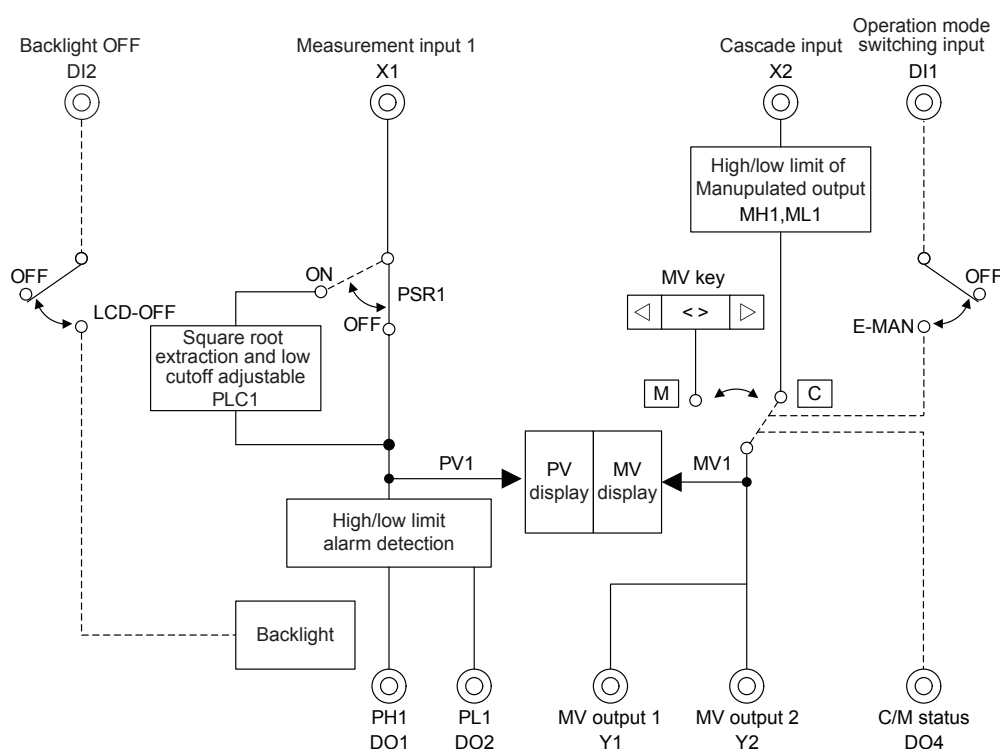 Backlight OFF
DI2
Measurement input 1
X1
Cascade input
X2
Operation mode
switching input
DI1
High/low limit of
Manupulated output
MH1,ML1
OFF
LCD-OFF
ON
PSR1
OFF
MV key
< >
OFF
E-MAN
Square root
extraction and low
cutoff adjustable
PLC1
M
C
PV1
PV
display
MV
display
MV1
High/low limit
alarm detection
Backlight
PH1
DO1
PL1
DO2
MV output 1
Y1
MV output 2
Y2
C/M status
DO4